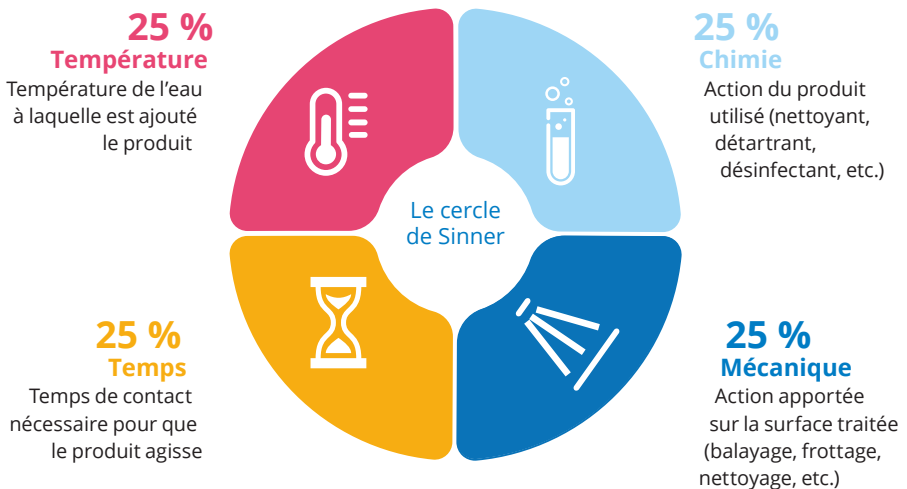 25 %
Température
Température de l’eau
à laquelle est ajouté
le produit
25 %
Chimie
Action du produit
utilisé (nettoyant,
détartrant,
désinfectant, etc.)
Le cercle
de Sinner
25 %
Temps
Temps de contact
nécessaire pour que
le produit agisse
25 %
Mécanique
Action apportée
sur la surface traitée
(balayage, frottage,
nettoyage, etc.)